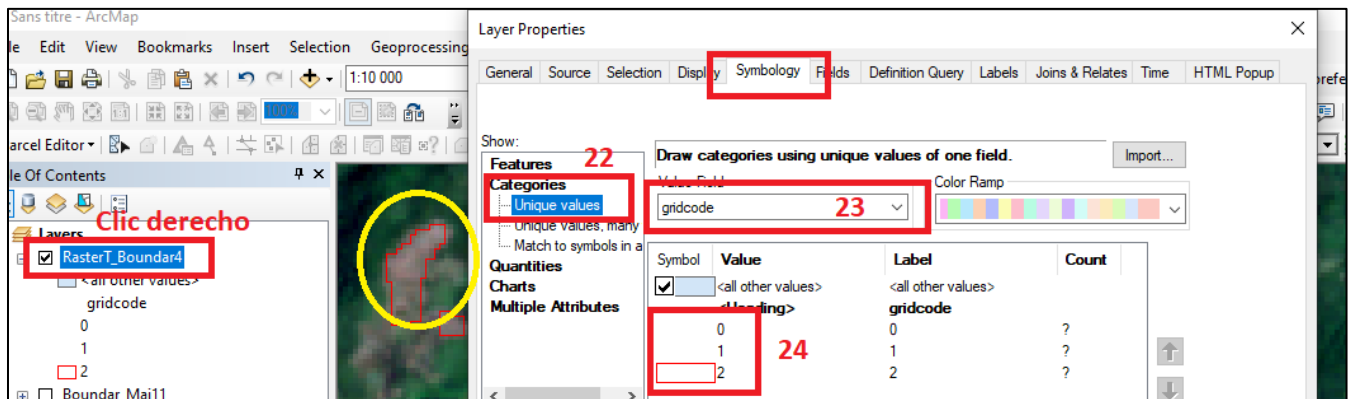 Sans titre - ArcMap
le Edit View Bookmarks Insert Selection Geoprocessing
1:10 000
100%
arcel Editor
le Of Contents
Clic derecho
Layers
RasterT_Boundar4
<all other values>
gridcode
0
1
2
Boundar_Mai11
Layer Properties
General Source Selection Display Symbology Fields Definition Query Labels Joins & Relates Time HTML Popup
Show:
Features
22
Categories
Unique values
Unique values, many
Match to symbols in a
Quantities
Charts
Multiple Attributes
Draw categories using unique values of one field.
Import...
Value Field
Color Ramp
gridcode
23
Symbol Value Label Count
<all other values> <all other values>
<Heading> gridcode
0 0 ?
1 1 ?
24
2 2 ?